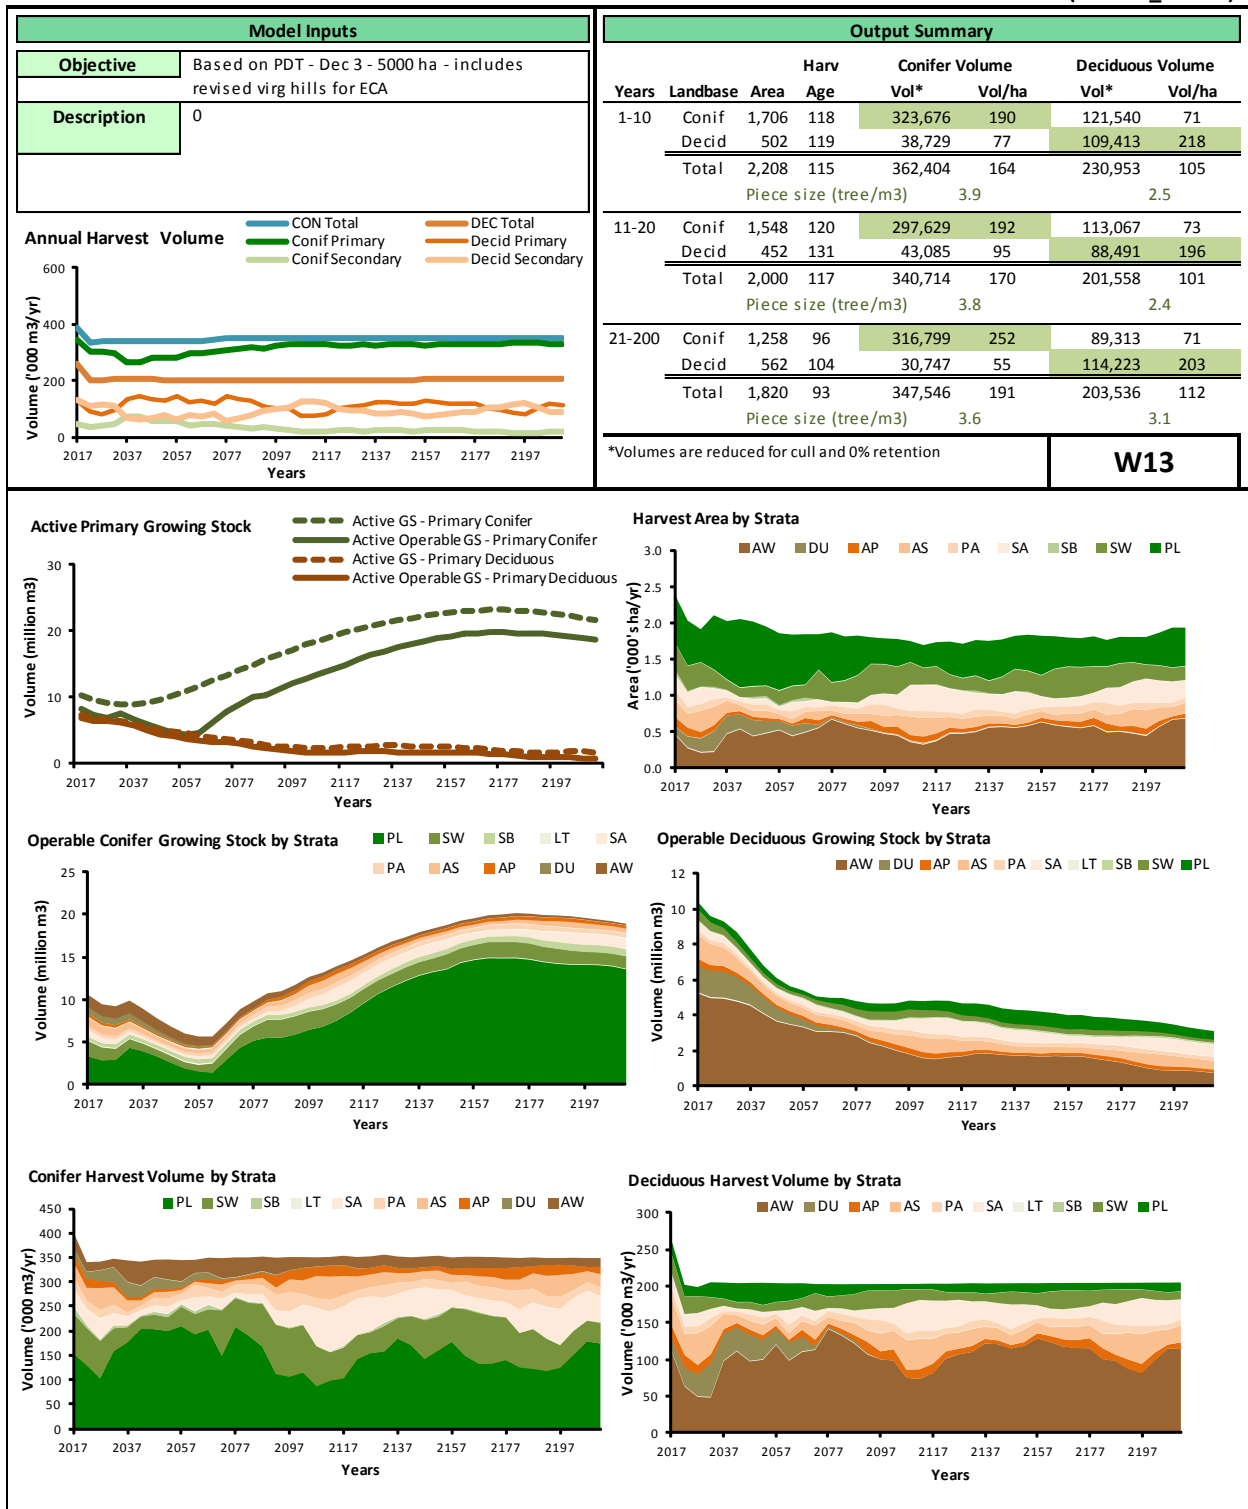 Model Inputs
Objective
Based on PDT - Dec 3 - 5000 ha - includes
revised virg hills for ECA
Description
0
Output Summary
Harv Conifer Volume Deciduous Volume
Years Landbase Area Age Vol* Vol/ha Vol* Vol/ha
1-10 Conif 1,706 118 323,676 190 121,540 71
Decid 502 119 38,729 77 109,413 218
Total 2,208 115 362,404 164 230,953 105
Piece size (tree/m3) 3.9 2.5
11-20 Conif 1,548 120 297,629 192 113,067 73
Decid 452 131 43,085 95 88,491 196
Total 2,000 117 340,714 170 201,558 101
Piece size (tree/m3) 3.8 2.4
21-200 Conif 1,258 96 316,799 252 89,313 71
Decid 562 104 30,747 55 114,223 203
Total 1,820 93 347,546 191 203,536 112
Piece size (tree/m3) 3.6 3.1
*Volumes are reduced for cull and 0% retention
W13
Annual Harvest Volume
CON Total DEC Total
Conif Primary Decid Primary
Conif Secondary Decid Secondary
Volume ('000 m3/yr)
600
400
200
0
2017 2037 2057 2077 2097 2117 2137 2157 2177 2197
Years
Active Primary Growing Stock
Active GS - Primary Conifer
Active Operable GS - Primary Conifer
Active GS - Primary Deciduous
Active Operable GS - Primary Deciduous
Volume (million m3)
30
20
10
0
2017 2037 2057 2077 2097 2117 2137 2157 2177 2197
Years
Harvest Area by Strata
AW DU AP AS PA SA SB SW PL
Area ('000's ha/yr)
3.0
2.5
2.0
1.5
1.0
0.5
0.0
2017 2037 2057 2077 2097 2117 2137 2157 2177 2197
Years
Operable Conifer Growing Stock by Strata
PL SW SB LT SA
PA AS AP DU AW
Volume (million m3)
25
20
15
10
5
0
2017 2037 2057 2077 2097 2117 2137 2157 2177 2197
Years
Operable Deciduous Growing Stock by Strata
AW DU AP AS PA SA LT SB SW PL
Volume (million m3)
12
10
8
6
4
2
0
2017 2037 2057 2077 2097 2117 2137 2157 2177 2197
Years
Conifer Harvest Volume by Strata
PL SW SB LT SA PA AS AP DU AW
Volume ('000 m3/yr)
450
400
350
300
250
200
150
100
50
0
2017 2037 2057 2077 2097 2117 2137 2157 2177 2197
Years
Deciduous Harvest Volume by Strata
AW DU AP AS PA SA LT SB SW PL
Volume ('000 m3/yr)
300
250
200
150
100
50
0
2017 2037 2057 2077 2097 2117 2137 2157 2177 2197
Years